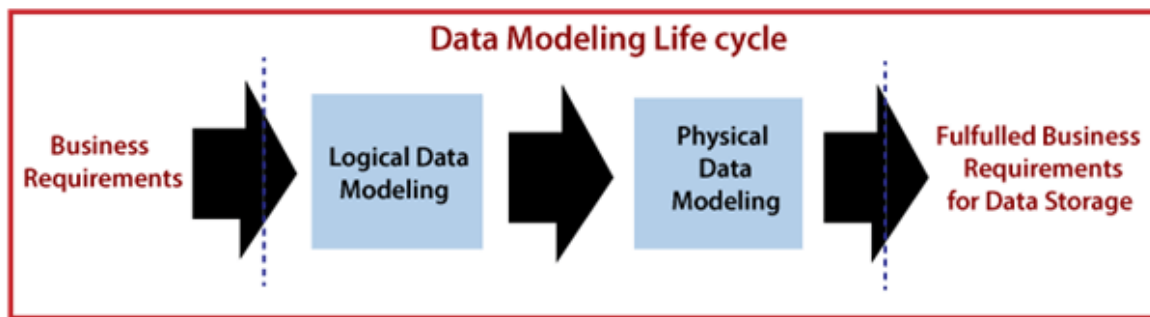 Data Modeling Life cycle
Business
Requirements
Logical Data
Modeling
Physical
Data
Modeling
Fulfulled Business
Requirements
for Data Storage